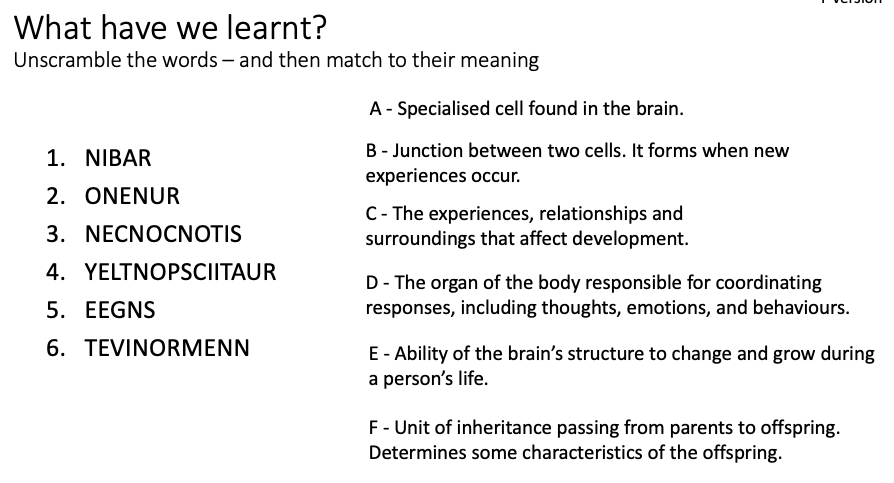 What have we learnt?
Unscramble the words – and then match to their meaning
1. NIBAR
2. ONENUR
3. NECNOCNOTIS
4. YELTNOPSCIITAUR
5. EEGNS
6. TEVINORMENN
A - Specialised cell found in the brain.
B - Junction between two cells. It forms when new
experiences occur.
C - The experiences, relationships and
surroundings that affect development.
D - The organ of the body responsible for coordinating
responses, including thoughts, emotions, and behaviours.
E - Ability of the brain’s structure to change and grow during
a person’s life.
F - Unit of inheritance passing from parents to offspring.
Determines some characteristics of the offspring.